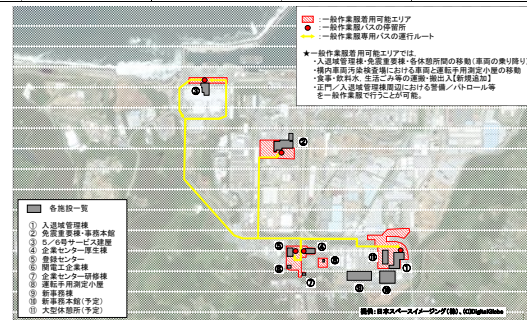 ：一般作業服着用可能エリア
：一般作業服バスの停留所
：一般作業服専用バスの運行ルート
★一般作業服着用可能エリアでは、
・入退域管理棟・免震重要棟・各休憩所間の移動（車両の乗り降り）
・構内車両汚染検査場における車両と運転手用測定小屋の移動
・食事・飲料水、生活ごみ等の運搬・搬出入【新規追加】
・正門／入退域管理棟周辺における警備／パトロール等
を一般作業服で行うことが可能。
③
②
⑤
④
⑥
⑧
⑦
⑪
①
⑨
⑩
各施設一覧
① 入退域管理棟
② 免震重要棟・事務本館
③ 5／6号サービス建屋
④ 企業センター厚生棟
⑤ 登録センター
⑥ 関電工企業棟
⑦ 企業センター研修棟
⑧ 運転手用測定小屋
⑨ 新事務棟
⑩ 新事務本館（予定）
⑪ 大型休憩所（予定）
提供：日本スペースイメージング（株）、(C)DigitalGlobe